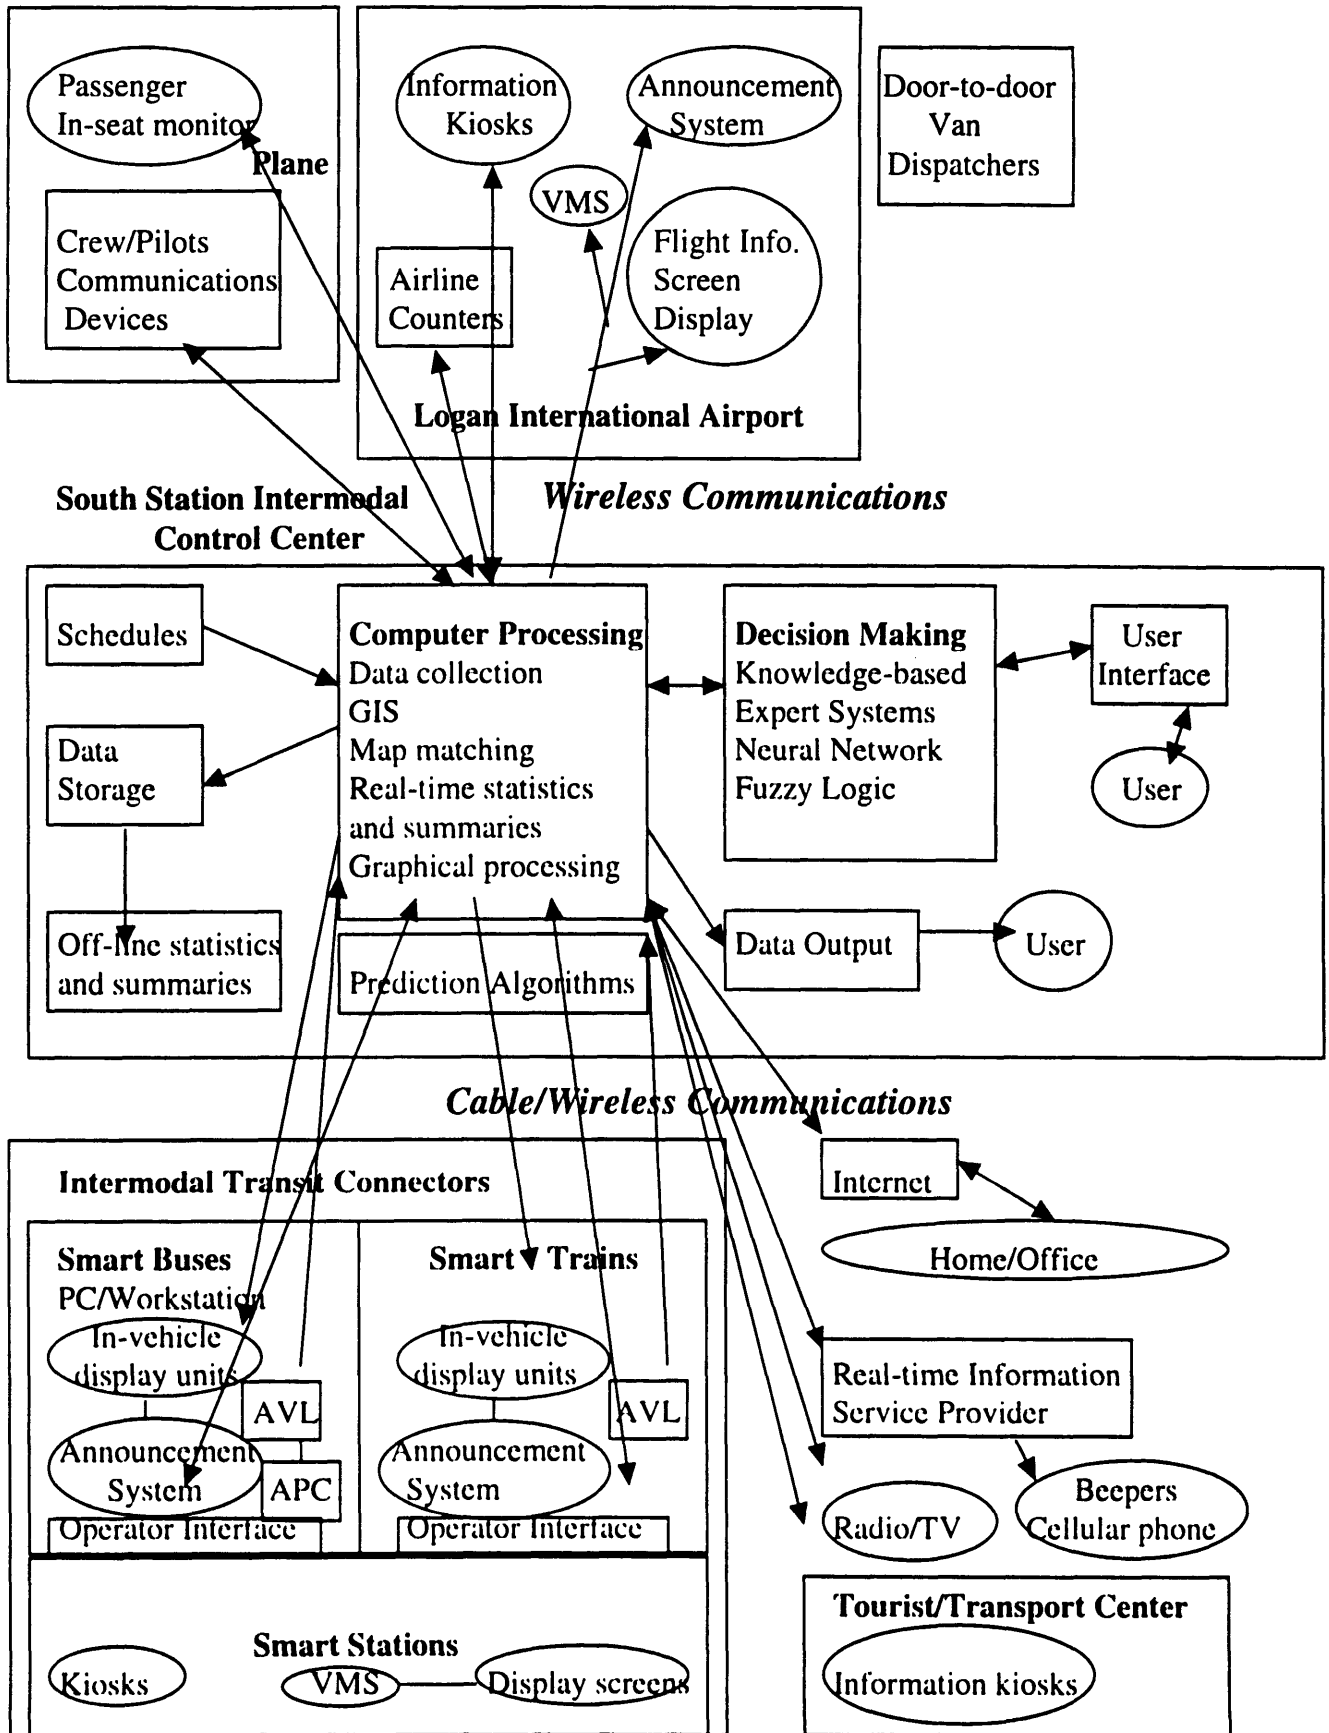 Passenger
In-seat monitor
Plane
Crew/Pilots
Communications
Devices
Information
Kiosks
Announcement
System
VMS
Airline
Counters
Flight Info.
Screen
Display
Logan International Airport
Door-to-door
Van
Dispatchers
South Station Intermodal
Control Center
Wireless Communications
Schedules
Data
Storage
Off-line statistics
and summaries
Computer Processing
Data collection
GIS
Map matching
Real-time statistics
and summaries
Graphical processing
Prediction Algorithms
Decision Making
Knowledge-based
Expert Systems
Neural Network
Fuzzy Logic
User
Interface
User
Data Output
User
Cable/Wireless Communications
Intermodal Transit Connectors
Smart Buses
PC/Workstation
In-vehicle
display units
AVL
Announcement
System
APC
Operator Interface
Smart Trains
In-vehicle
display units
AVL
Announcement
System
Operator Interface
Smart Stations
Kiosks
VMS
Display screens
Internet
Home/Office
Real-time Information
Service Provider
Radio/TV
Beepers
Cellular phone
Tourist/Transport Center
Information kiosks